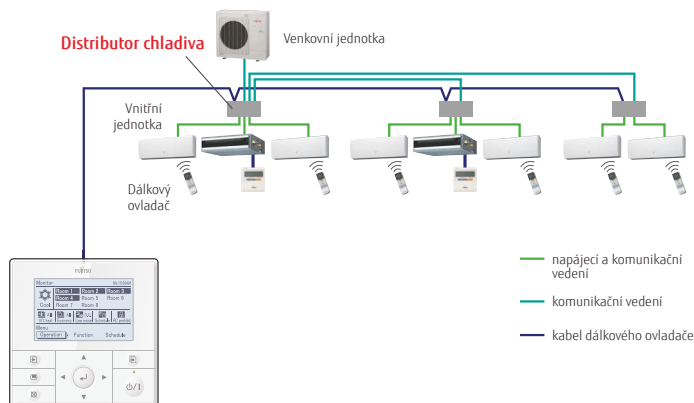 Distributor chladiva
Venkovní jednotka
Vnitřní
jednotka
Dálkový
ovladač
napájecí a komunikační
vedení
komunikační vedení
kabel dálkového ovladače
FUJITSU
Monitor
Cool
Room 1 Room 2 Room 3
Room 4 Room 5 Room 6
Room 7 Room 8
Menu
Operation Function Schedule